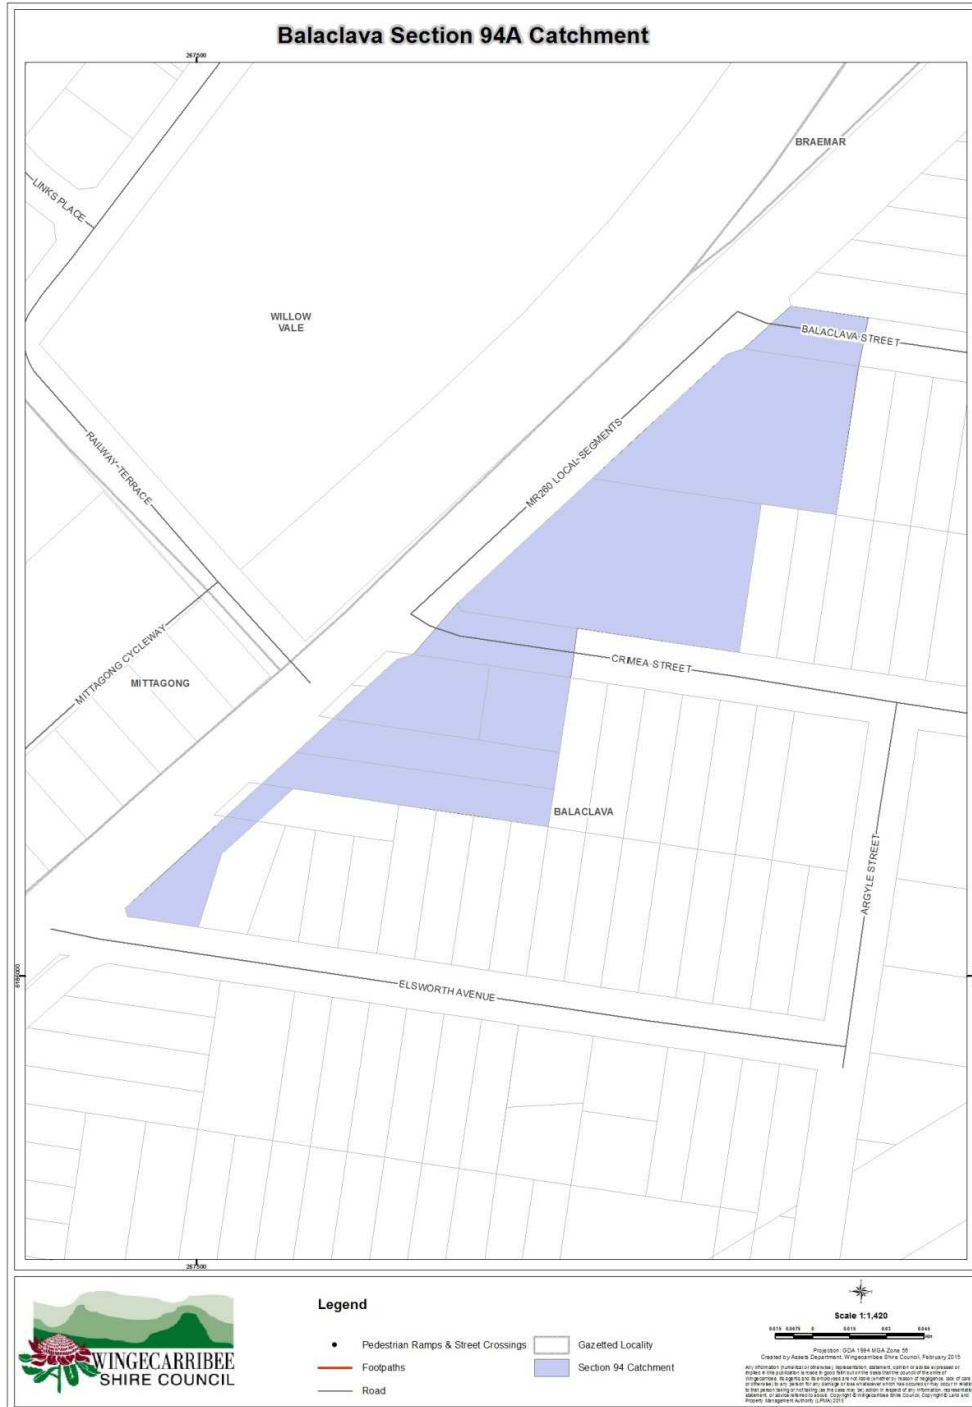 Balaclava Section 94A Catchment
267500
BRAEMAR
LINKS PLACE
WILLOW
VALE
BALACLAVA STREET
RAILWAY-TERRACE
MR260 LOCAL-SEGMENTS
CRIMEA STREET
MITTAGONG CYCLEWAY
MITTAGONG
BALACLAVA
ARGYLE STREET
ELSWORTH AVENUE
267500
Legend
Pedestrian Ramps & Street Crossings
Gazetted Locality
Footpaths
Section 94 Catchment
Road
WINGECARRIBEE
SHIRE COUNCIL
Scale 1:1,420
Projection: GDA 1994 MGA Zone 56
Created by Assets Department, Wingecarribee Shire Council, February 2015